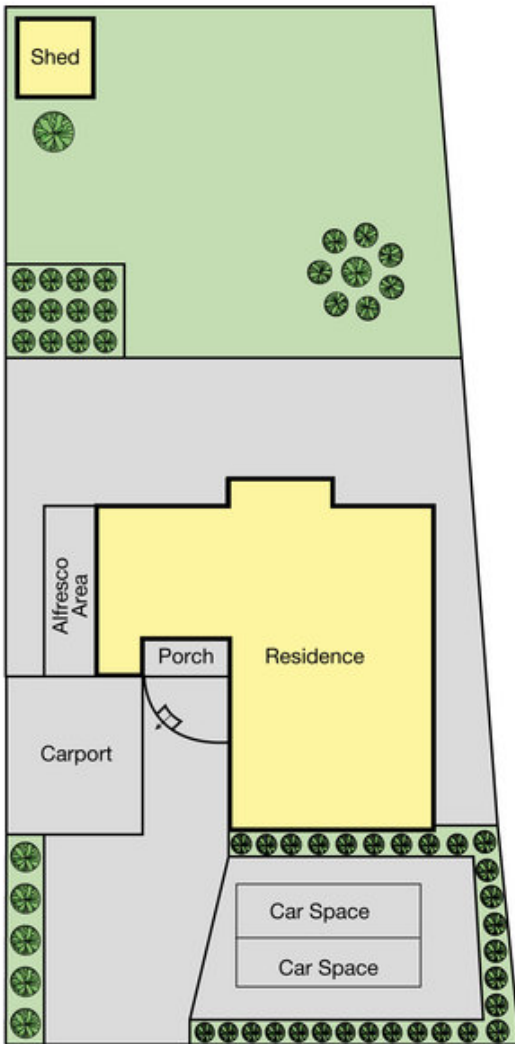 Shed
Alfresco
Area
Porch
Residence
Carport
Car Space
Car Space